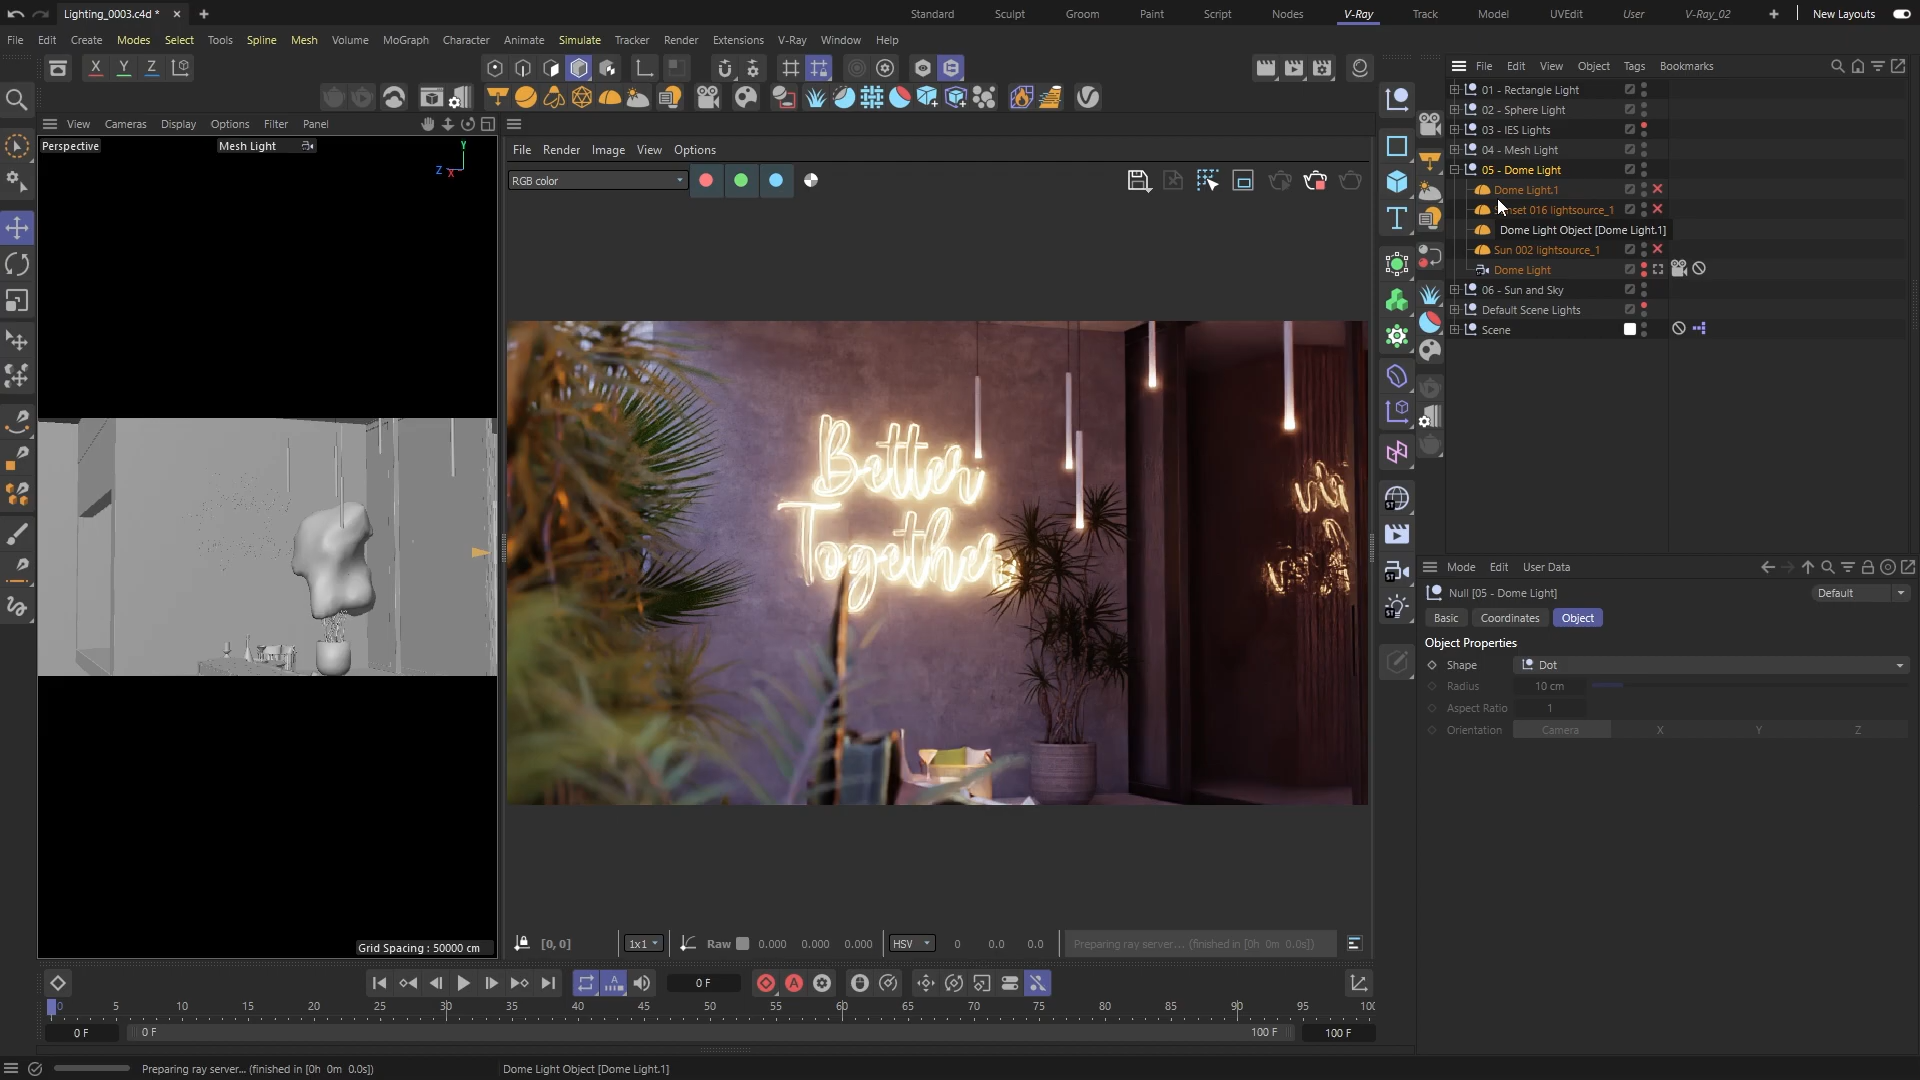 Lighting_0003.c4d *
Standard Sculpt Groom Paint Script Nodes V-Ray Track Model UVEdit User V-Ray_02 New Layouts
File Edit Create Modes Select Tools Spline Mesh Volume MoGraph Character Animate Simulate Tracker Render Extensions V-Ray Window Help
X Y Z
File Edit View Object Tags Bookmarks
01 - Rectangle Light
02 - Sphere Light
03 - IES Lights
04 - Mesh Light
05 - Dome Light
Dome Light.1
Sunset 016 lightsource_1
Dome Light Object [Dome Light.1]
Sun 002 lightsource_1
Dome Light
06 - Sun and Sky
Default Scene Lights
Scene
View Cameras Display Options Filter Panel
Perspective Mesh Light
Y
Z X
Grid Spacing : 50000 cm
File Render Image View Options
RGB color
Better
Together
[0, 0] 1x1 Raw 0.000 0.000 0.000 HSV 0 0.0 0.0 Preparing ray server... (finished in [0h 0m 0.0s])
T
ST
ST
ST
Mode Edit User Data
Null [05 - Dome Light] Default
Basic Coordinates Object
Object Properties
Shape Dot
Radius 10 cm
Aspect Ratio 1
Orientation Camera X Y Z
A 0 F A
0 5 10 15 20 25 30 35 40 45 50 55 60 65 70 75 80 85 90 95 100
0 F 0 F 100 F 100 F
Preparing ray server... (finished in [0h 0m 0.0s]) Dome Light Object [Dome Light.1]